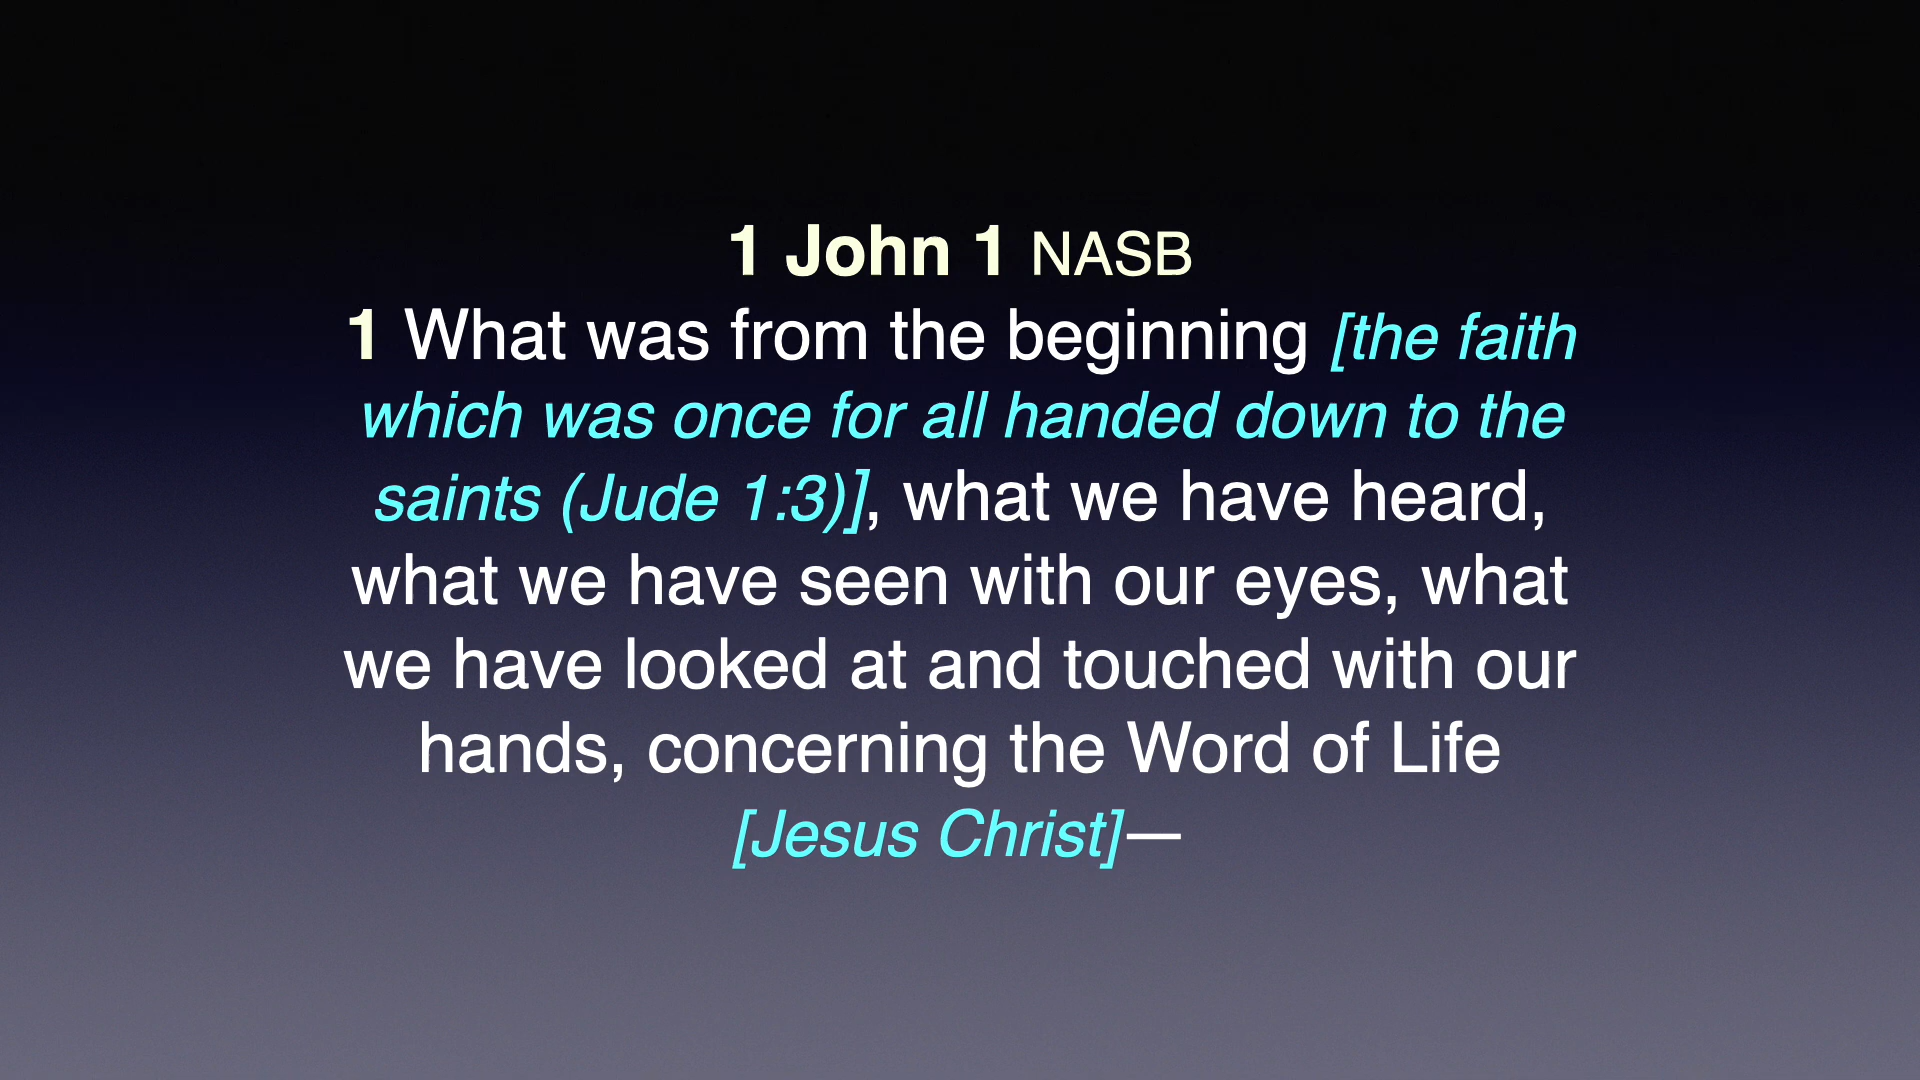 1 John 1 NASB
1 What was from the beginning [the faith
which was once for all handed down to the
saints (Jude 1:3)], what we have heard,
what we have seen with our eyes, what
we have looked at and touched with our
hands, concerning the Word of Life
[Jesus Christ]—